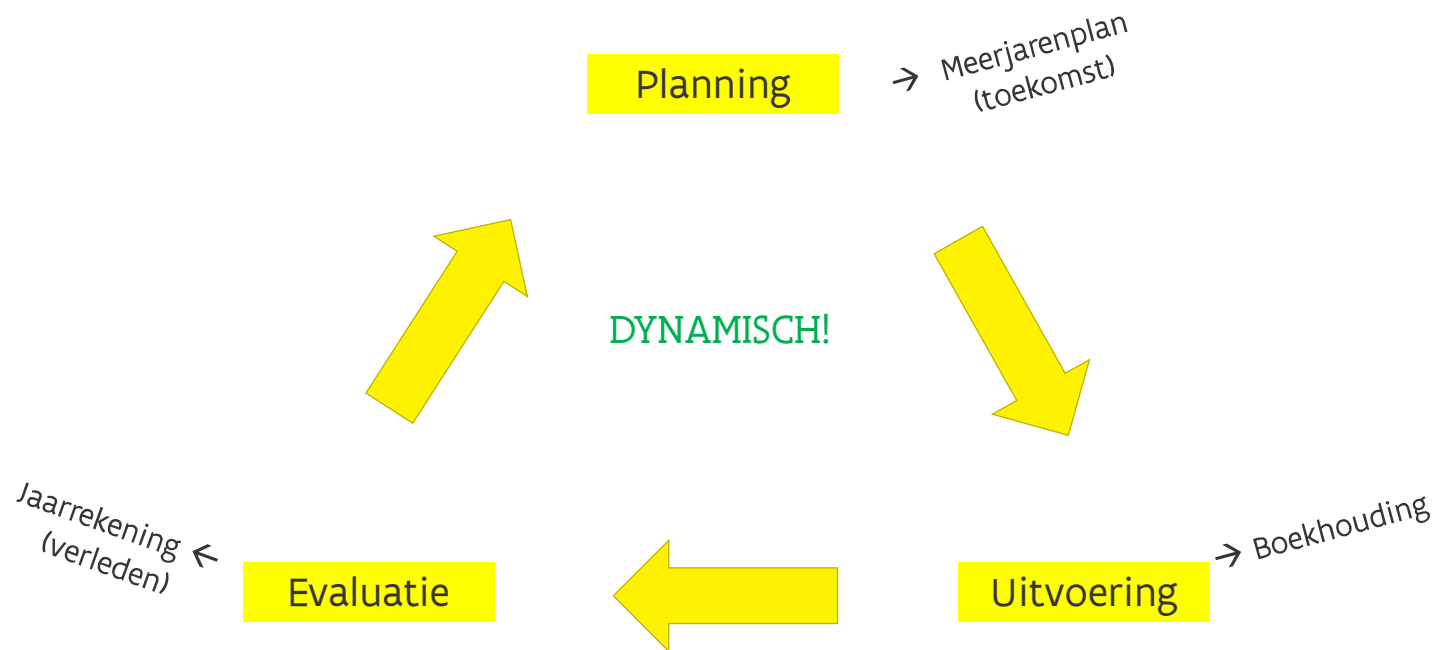 Planning
→ Meerjarenplan
(toekomst)
DYNAMISCH!
Jaarrekening ←
(verleden)
Evaluatie
Uitvoering
→ Boekhouding